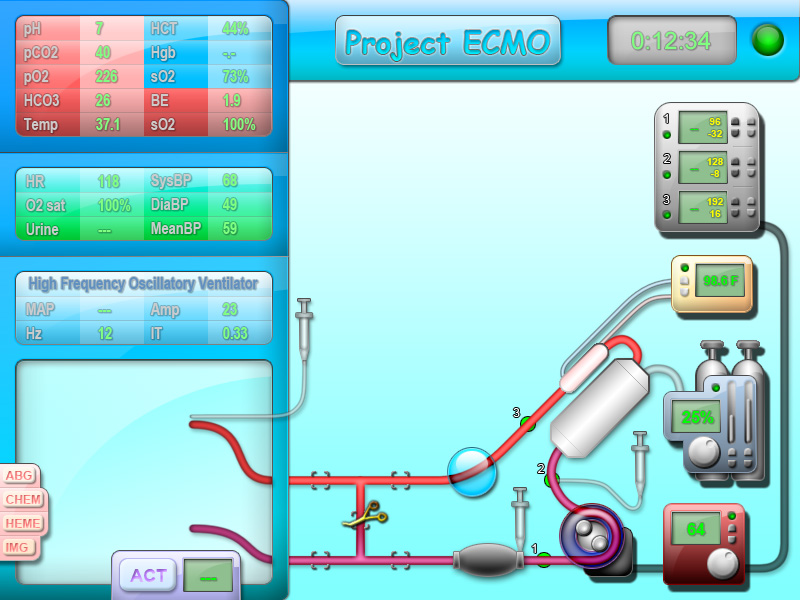 Project ECMO
0:12:34
pH 7 HCT 44%
pCO2 40 Hgb -.-
pO2 226 sO2 73%
HCO3 26 BE 1.9
Temp 37.1 sO2 100%
HR 118 SysBP 68
O2 sat 100% DiaBP 49
Urine --- MeanBP 59
High Frequency Oscillatory Ventilator
MAP --- Amp 23
Hz 12 IT 0.33
1 -- 96
-32
2 -- 128
-8
3 -- 192
16
98.6 F
25%
3
2
1
64
ABG
CHEM
HEME
IMG
ACT ---